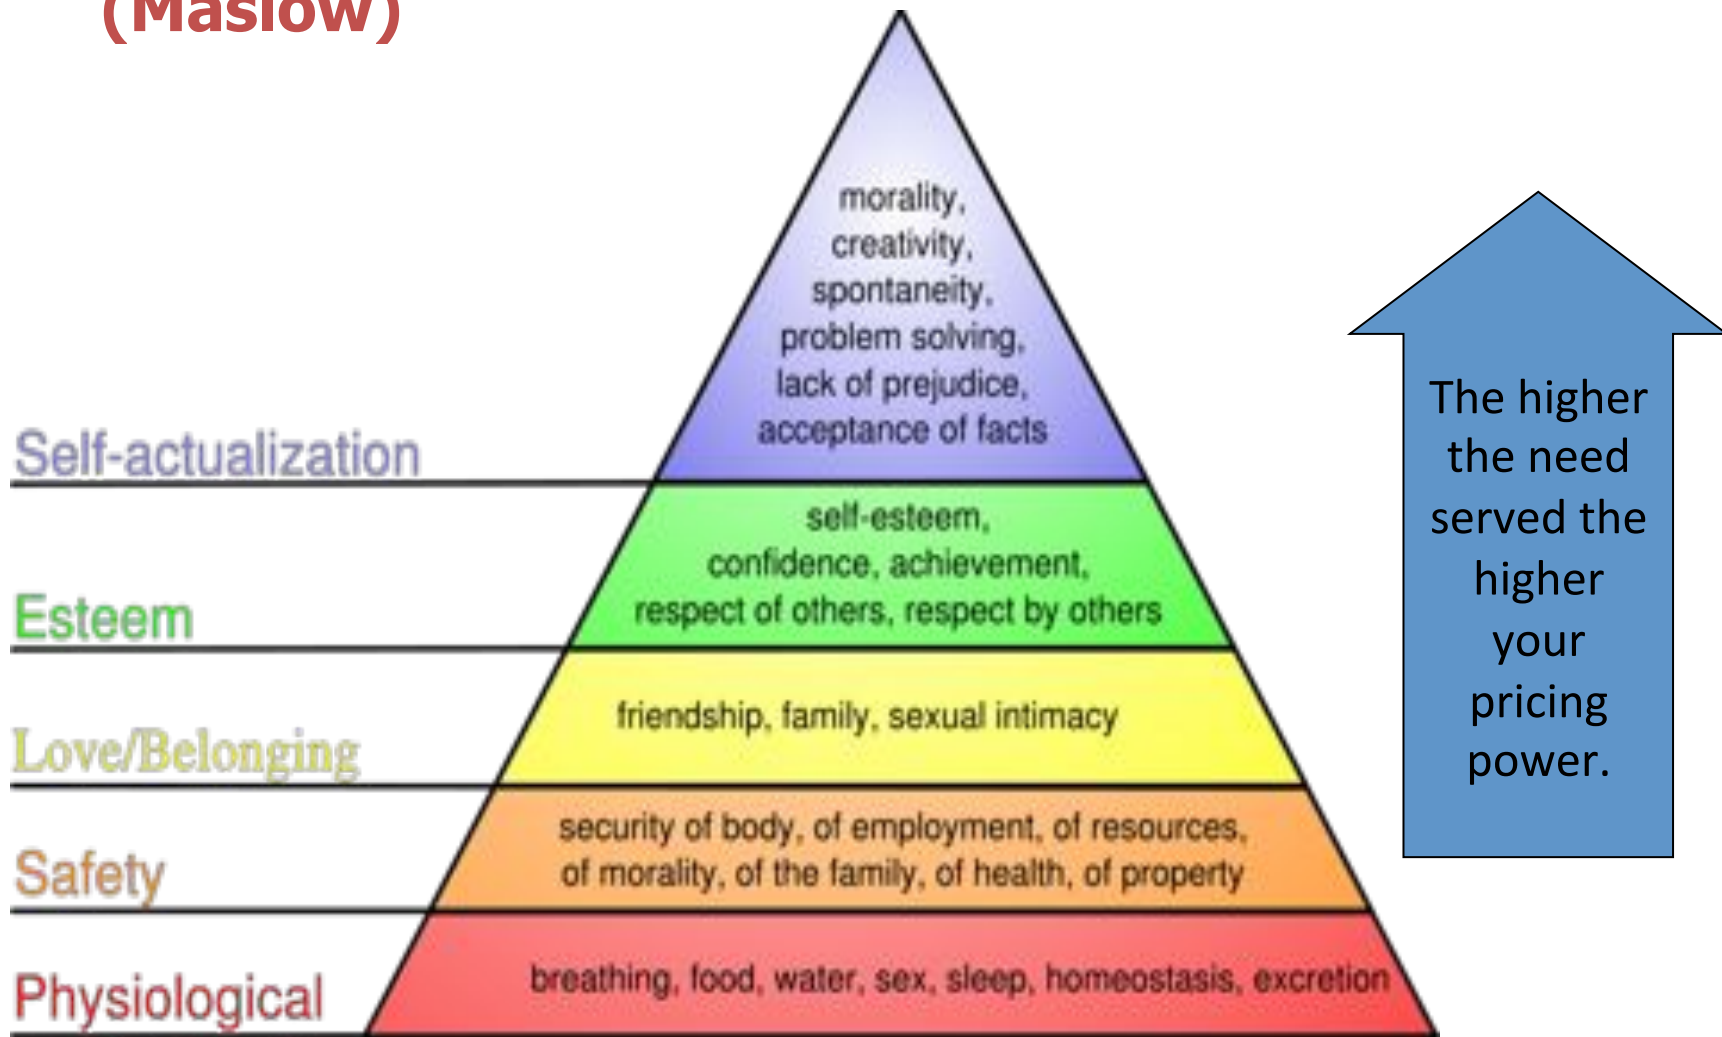 (Maslow)
morality,
creativity,
spontaneity,
problem solving,
lack of prejudice,
acceptance of facts
Self-actualization
self-esteem,
confidence, achievement,
respect of others, respect by others
Esteem
friendship, family, sexual intimacy
Love/Belonging
security of body, of employment, of resources,
of morality, of the family, of health, of property
Safety
breathing, food, water, sex, sleep, homeostasis, excretion
Physiological
The higher
the need
served the
higher
your
pricing
power.